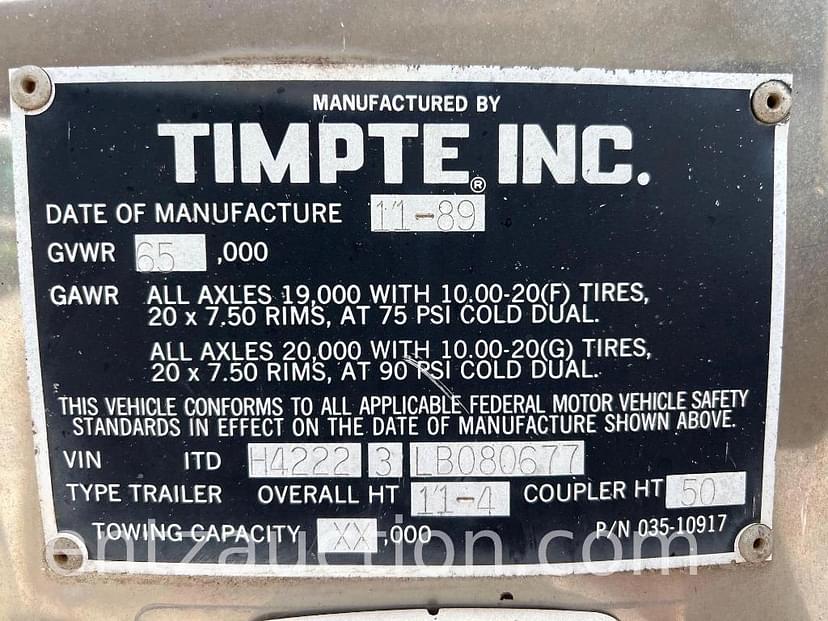 MANUFACTURED BY
TIMPTE® INC.
DATE OF MANUFACTURE 11-89
GVWR 65 ,000
GAWR ALL AXLES 19,000 WITH 10.00-20(F) TIRES,
20 x 7.50 RIMS, AT 75 PSI COLD DUAL.
ALL AXLES 20,000 WITH 10.00-20(G) TIRES,
20 x 7.50 RIMS, AT 90 PSI COLD DUAL.
THIS VEHICLE CONFORMS TO ALL APPLICABLE FEDERAL MOTOR VEHICLE SAFETY
STANDARDS IN EFFECT ON THE DATE OF MANUFACTURE SHOWN ABOVE.
VIN ITD H4222 3 LB080677
TYPE TRAILER OVERALL HT 11-4 COUPLER HT 50
TOWING CAPACITY XX ,000 P/N 035-10917
enlzauction.com®